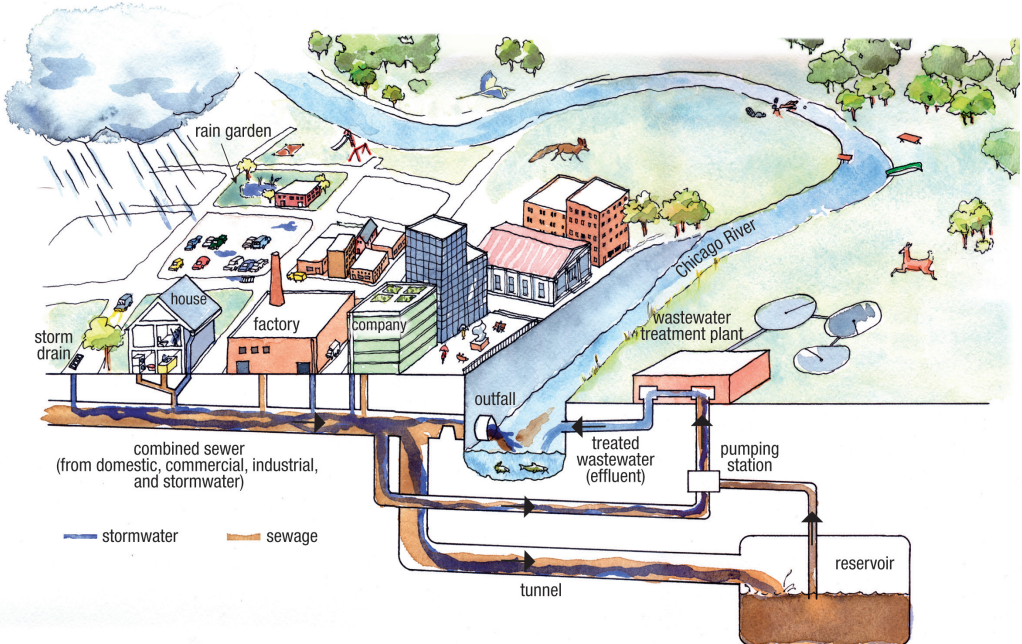 rain garden
Chicago River
house
storm
drain
factory
company
wastewater
treatment plant
outfall
combined sewer
(from domestic, commercial, industrial,
and stormwater)
treated
wastewater
(effluent)
pumping
station
stormwater
sewage
tunnel
reservoir